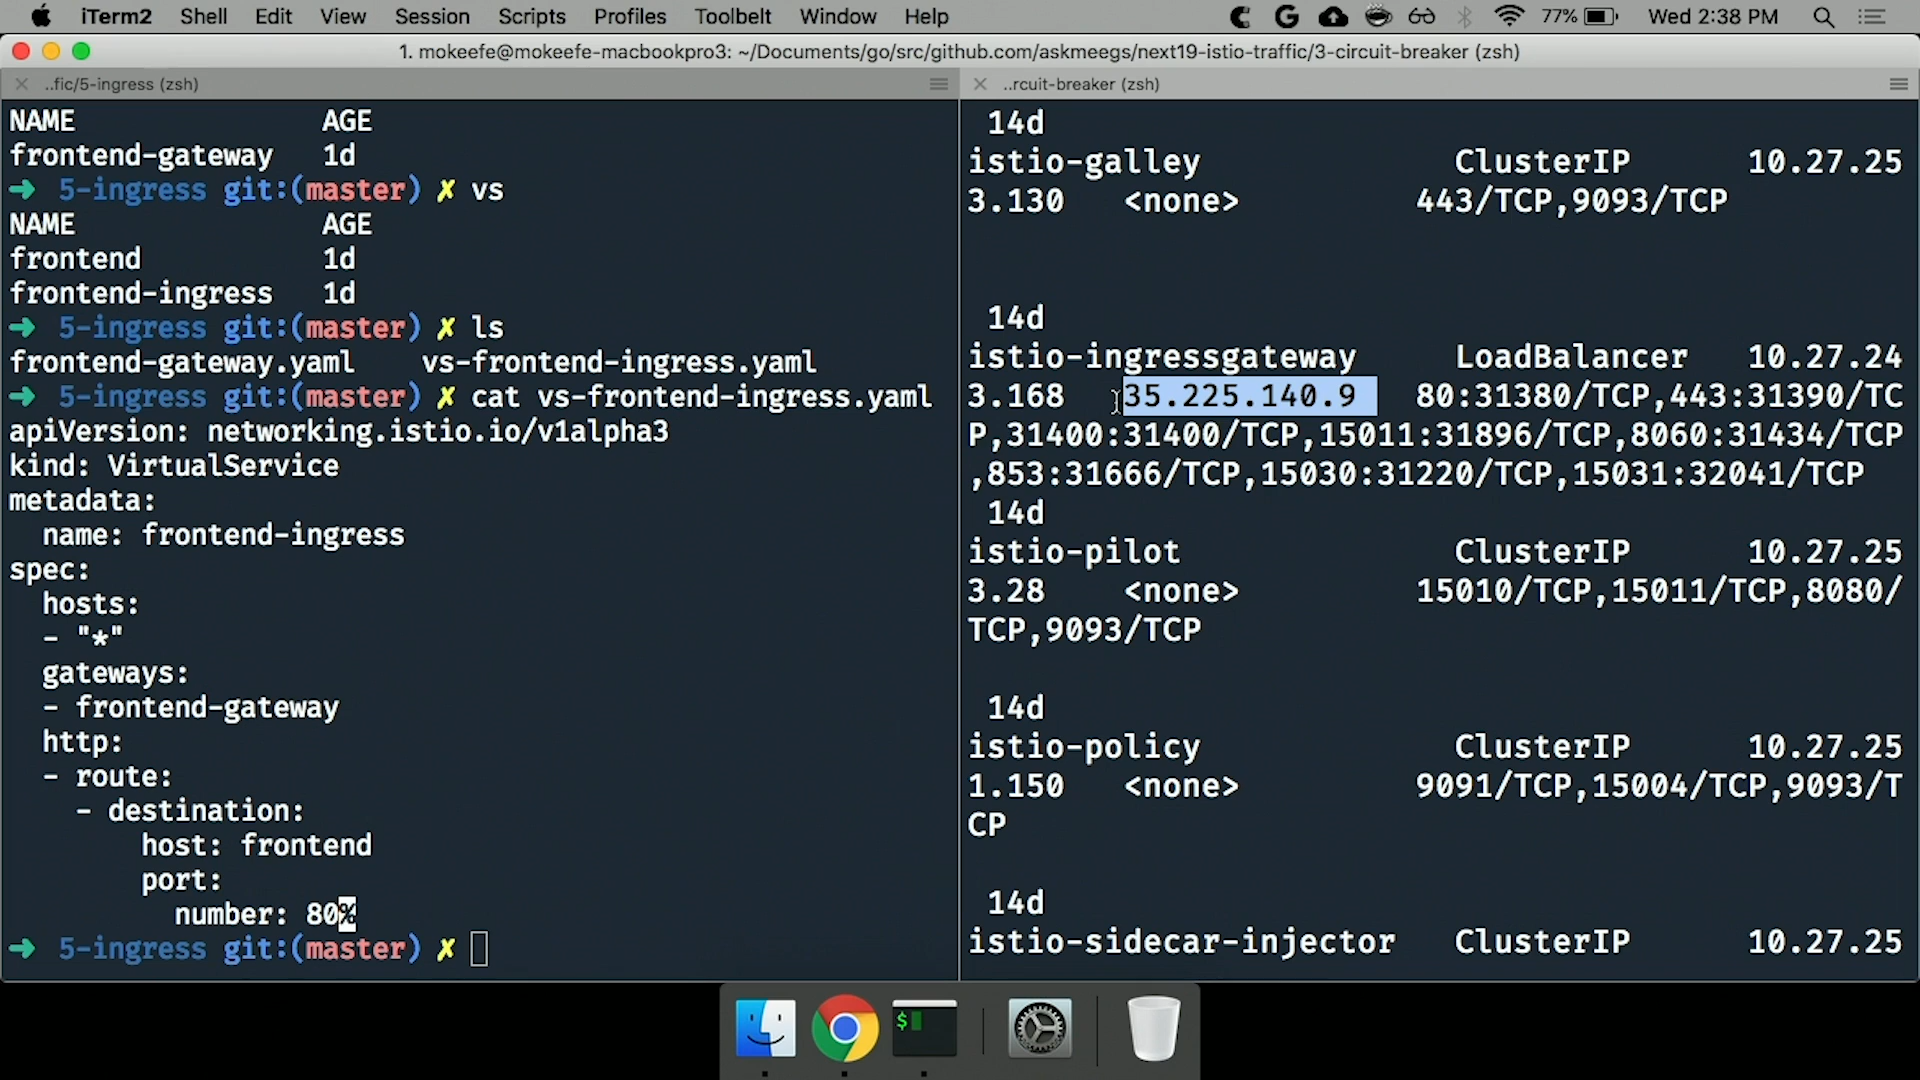 iTerm2 Shell Edit View Session Scripts Profiles Toolbelt Window Help 77% Wed 2:38 PM
1. mokeefe@mokeefe-macbookpro3: ~/Documents/go/src/github.com/askmeegs/next19-istio-traffic/3-circuit-breaker (zsh)
..fic/5-ingress (zsh)
NAME AGE
frontend-gateway 1d
➜ 5-ingress git:(master) ✗ vs
NAME AGE
frontend 1d
frontend-ingress 1d
➜ 5-ingress git:(master) ✗ ls
frontend-gateway.yaml vs-frontend-ingress.yaml
➜ 5-ingress git:(master) ✗ cat vs-frontend-ingress.yaml
apiVersion: networking.istio.io/v1alpha3
kind: VirtualService
metadata:
name: frontend-ingress
spec:
hosts:
- "*"
gateways:
- frontend-gateway
http:
- route:
- destination:
host: frontend
port:
number: 80%
➜ 5-ingress git:(master) ✗
..rcuit-breaker (zsh)
14d
istio-galley ClusterIP 10.27.25
3.130 <none> 443/TCP,9093/TCP
14d
istio-ingressgateway LoadBalancer 10.27.24
3.168 35.225.140.9 80:31380/TCP,443:31390/TC
P,31400:31400/TCP,15011:31896/TCP,8060:31434/TCP
,853:31666/TCP,15030:31220/TCP,15031:32041/TCP
14d
istio-pilot ClusterIP 10.27.25
3.28 <none> 15010/TCP,15011/TCP,8080/
TCP,9093/TCP
14d
istio-policy ClusterIP 10.27.25
1.150 <none> 9091/TCP,15004/TCP,9093/T
CP
14d
istio-sidecar-injector ClusterIP 10.27.25